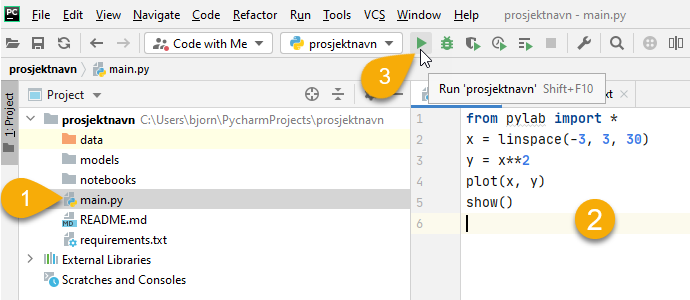 PC File Edit View Navigate Code Refactor Run Tools VCS Window Help prosjektnavn - main.py
Code with Me prosjektnavn
3
prosjektnavn main.py
Run 'prosjektnavn' Shift+F10
1: Project
Project
prosjektnavn C:\Users\bjorn\PycharmProjects\prosjektnavn
data
models
notebooks
1
main.py
README.md
requirements.txt
External Libraries
Scratches and Consoles
1 from pylab import *
2 x = linspace(-3, 3, 30)
3 y = x**2
4 plot(x, y)
5 show()
6
2